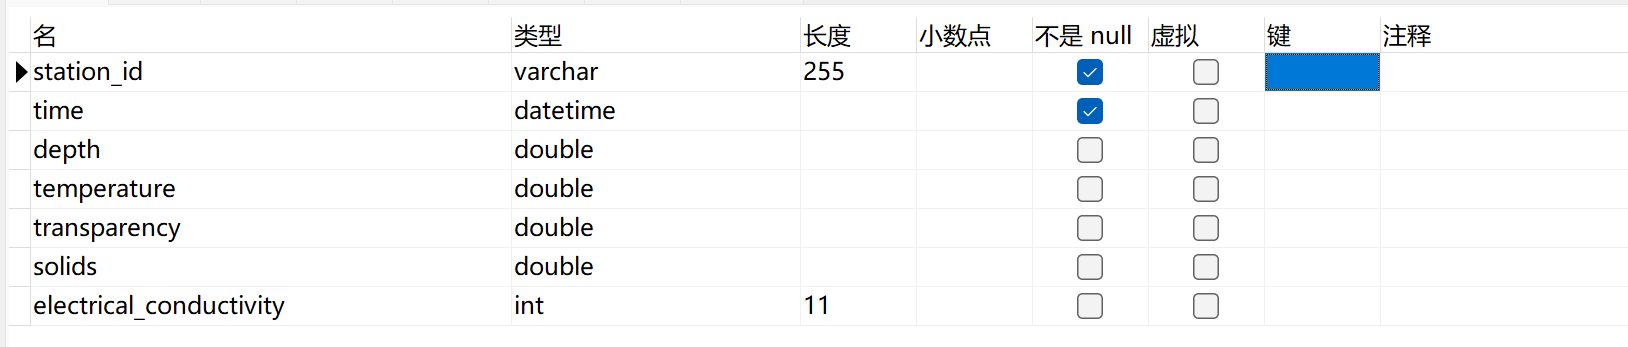 名 类型 长度 小数点 不是 null 虚拟 键 注释
station_id varchar 255
time datetime
depth double
temperature double
transparency double
solids double
electrical_conductivity int 11